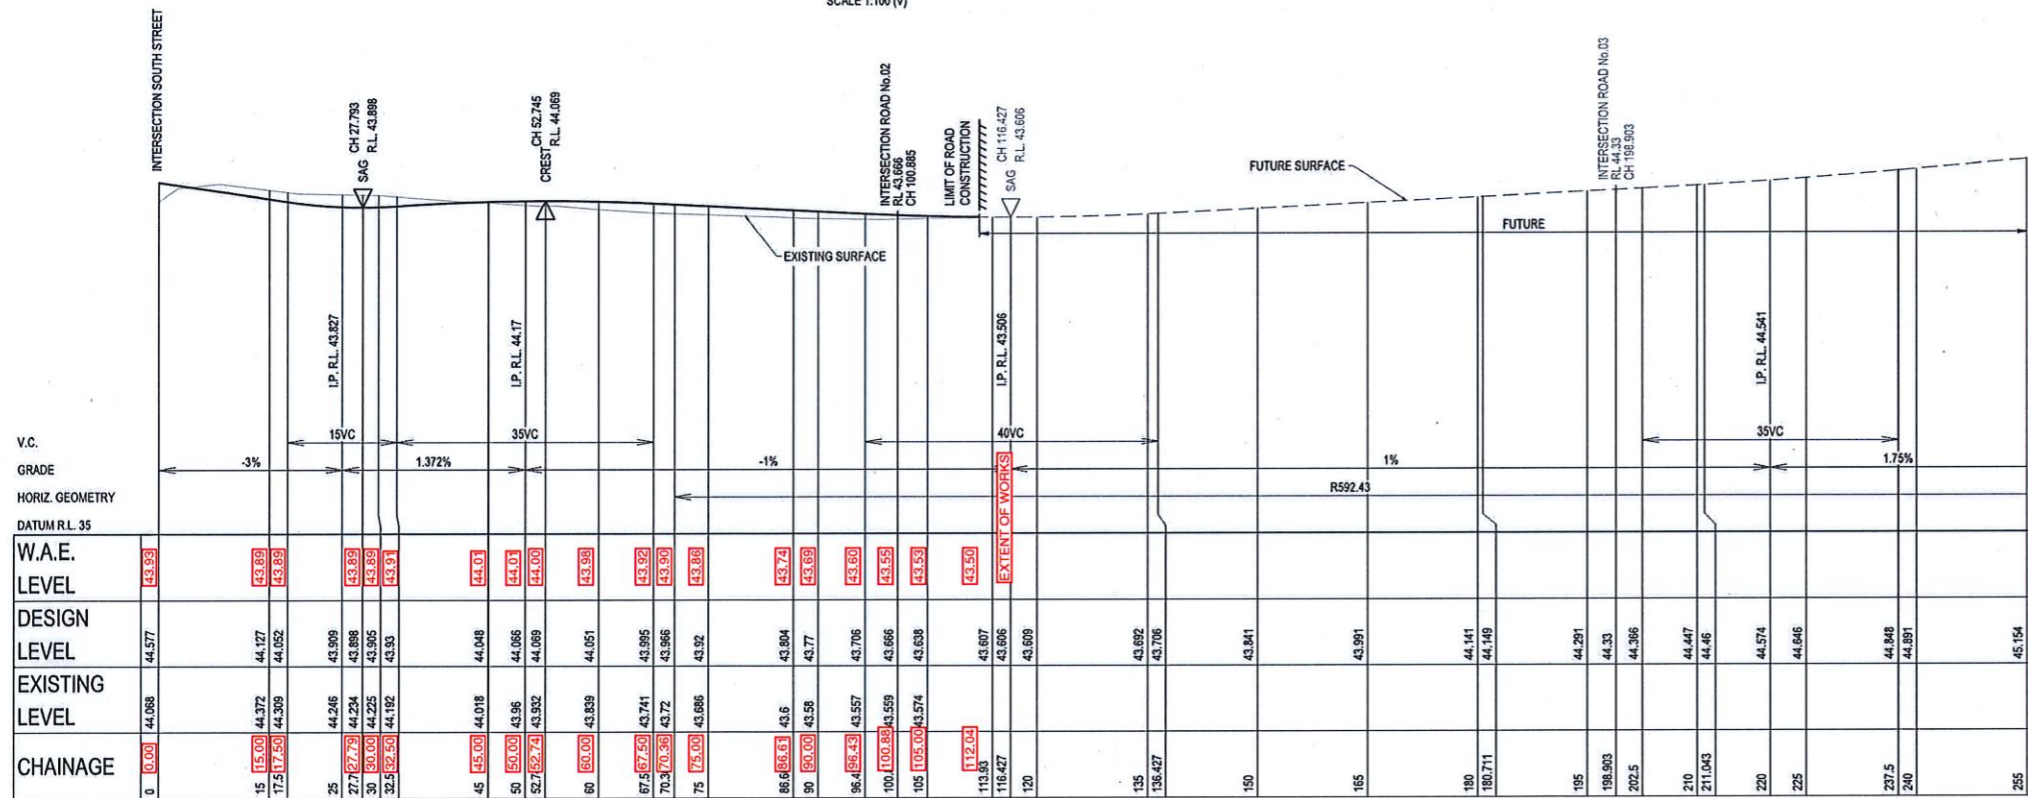 SCALE 1:100 (V)
INTERSECTION SOUTH STREET
SAG CH 27.793
R.L. 43.898
CREST CH 52.745
R.L. 44.069
INTERSECTION ROAD No.02
RL 43.666
CH 100.885
LIMIT OF ROAD
CONSTRUCTION
SAG CH 116.427
R.L. 43.606
INTERSECTION ROAD No.03
RL 44.33
CH 198.903
FUTURE SURFACE
FUTURE
EXISTING SURFACE
I.P. R.L. 43.827
I.P. R.L. 44.17
I.P. R.L. 43.506
I.P. R.L. 44.541
V.C. 15VC 35VC 40VC 35VC
GRADE -3% 1.372% -1% 1% 1.75%
HORIZ. GEOMETRY R592.43
DATUM R.L. 35
EXTENT OF WORKS
W.A.E.
LEVEL
43.93 43.89 43.89 43.89 43.89 43.91 44.01 44.01 44.00 43.98 43.92 43.90 43.86 43.74 43.69 43.60 43.55 43.53 43.50
DESIGN
LEVEL
44.577 44.127 44.052 43.909 43.898 43.905 43.93 44.048 44.066 44.069 44.051 43.995 43.966 43.92 43.804 43.77 43.706 43.666 43.638 43.607 43.606 43.609 43.692 43.706 43.841 43.991 44.141 44.149 44.291 44.33 44.366 44.447 44.46 44.574 44.646 44.848 44.891 45.154
EXISTING
LEVEL
44.068 44.372 44.309 44.246 44.234 44.225 44.192 44.018 43.96 43.932 43.839 43.741 43.72 43.686 43.6 43.58 43.557 43.559 43.574
CHAINAGE
0.00 15.00 17.50 27.79 30.00 32.50 45.00 50.00 52.74 60.00 67.50 70.36 75.00 86.61 90.00 96.43 100.88 105.00 112.04
0 15 17.5 25 27.7 30 32.5 45 50 52.7 60 67.5 70.3 75 86.6 90 96.4 100. 105 113.93 116.427 120 135 136.427 150 165 180 180.711 195 198.903 202.5 210 211.043 220 225 237.5 240 255